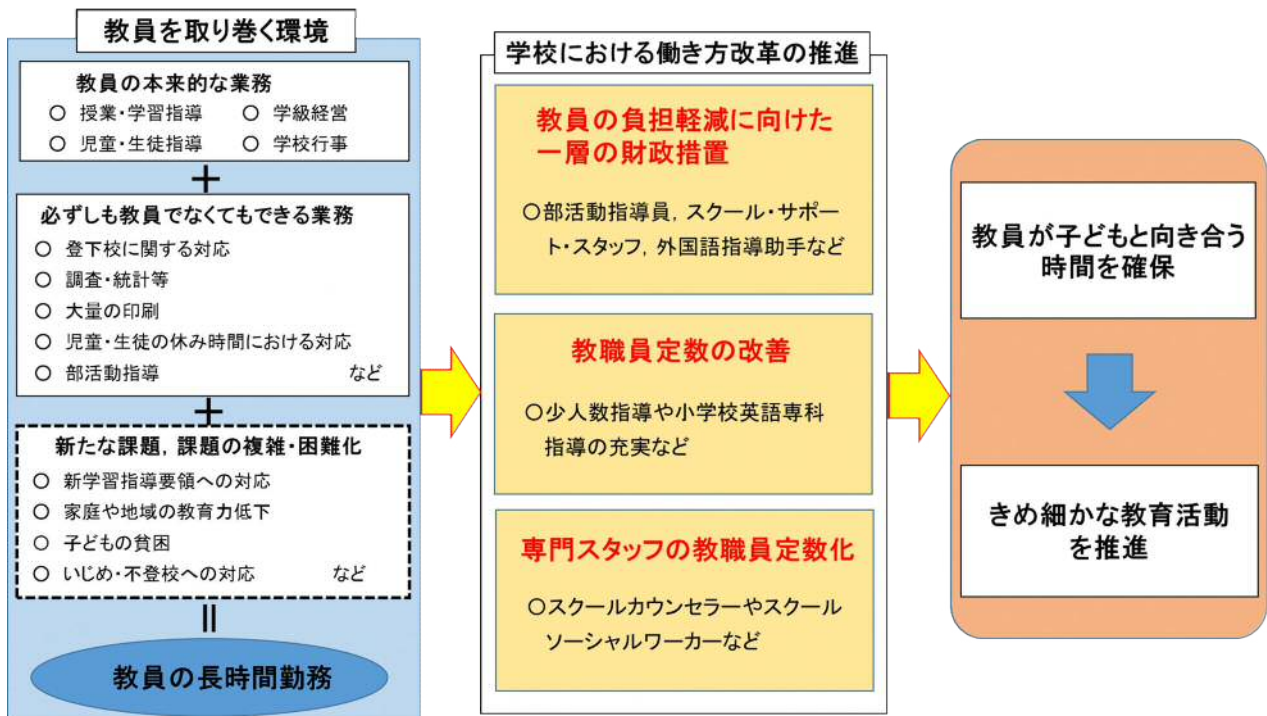 教員を取り巻く環境
教員の本来的な業務
○ 授業・学習指導 ○ 学級経営
○ 児童・生徒指導 ○ 学校行事
+
必ずしも教員でなくてもできる業務
○ 登下校に関する対応
○ 調査・統計等
○ 大量の印刷
○ 児童・生徒の休み時間における対応
○ 部活動指導 など
+
新たな課題，課題の複雑・困難化
○ 新学習指導要領への対応
○ 家庭や地域の教育力低下
○ 子どもの貧困
○ いじめ・不登校への対応 など
＝
教員の長時間勤務
学校における働き方改革の推進
教員の負担軽減に向けた
一層の財政措置
○部活動指導員，スクール・サポー
ト・スタッフ，外国語指導助手など
教職員定数の改善
○少人数指導や小学校英語専科
指導の充実など
専門スタッフの教職員定数化
○スクールカウンセラーやスクール
ソーシャルワーカーなど
教員が子どもと向き合う
時間を確保
きめ細かな教育活動
を推進